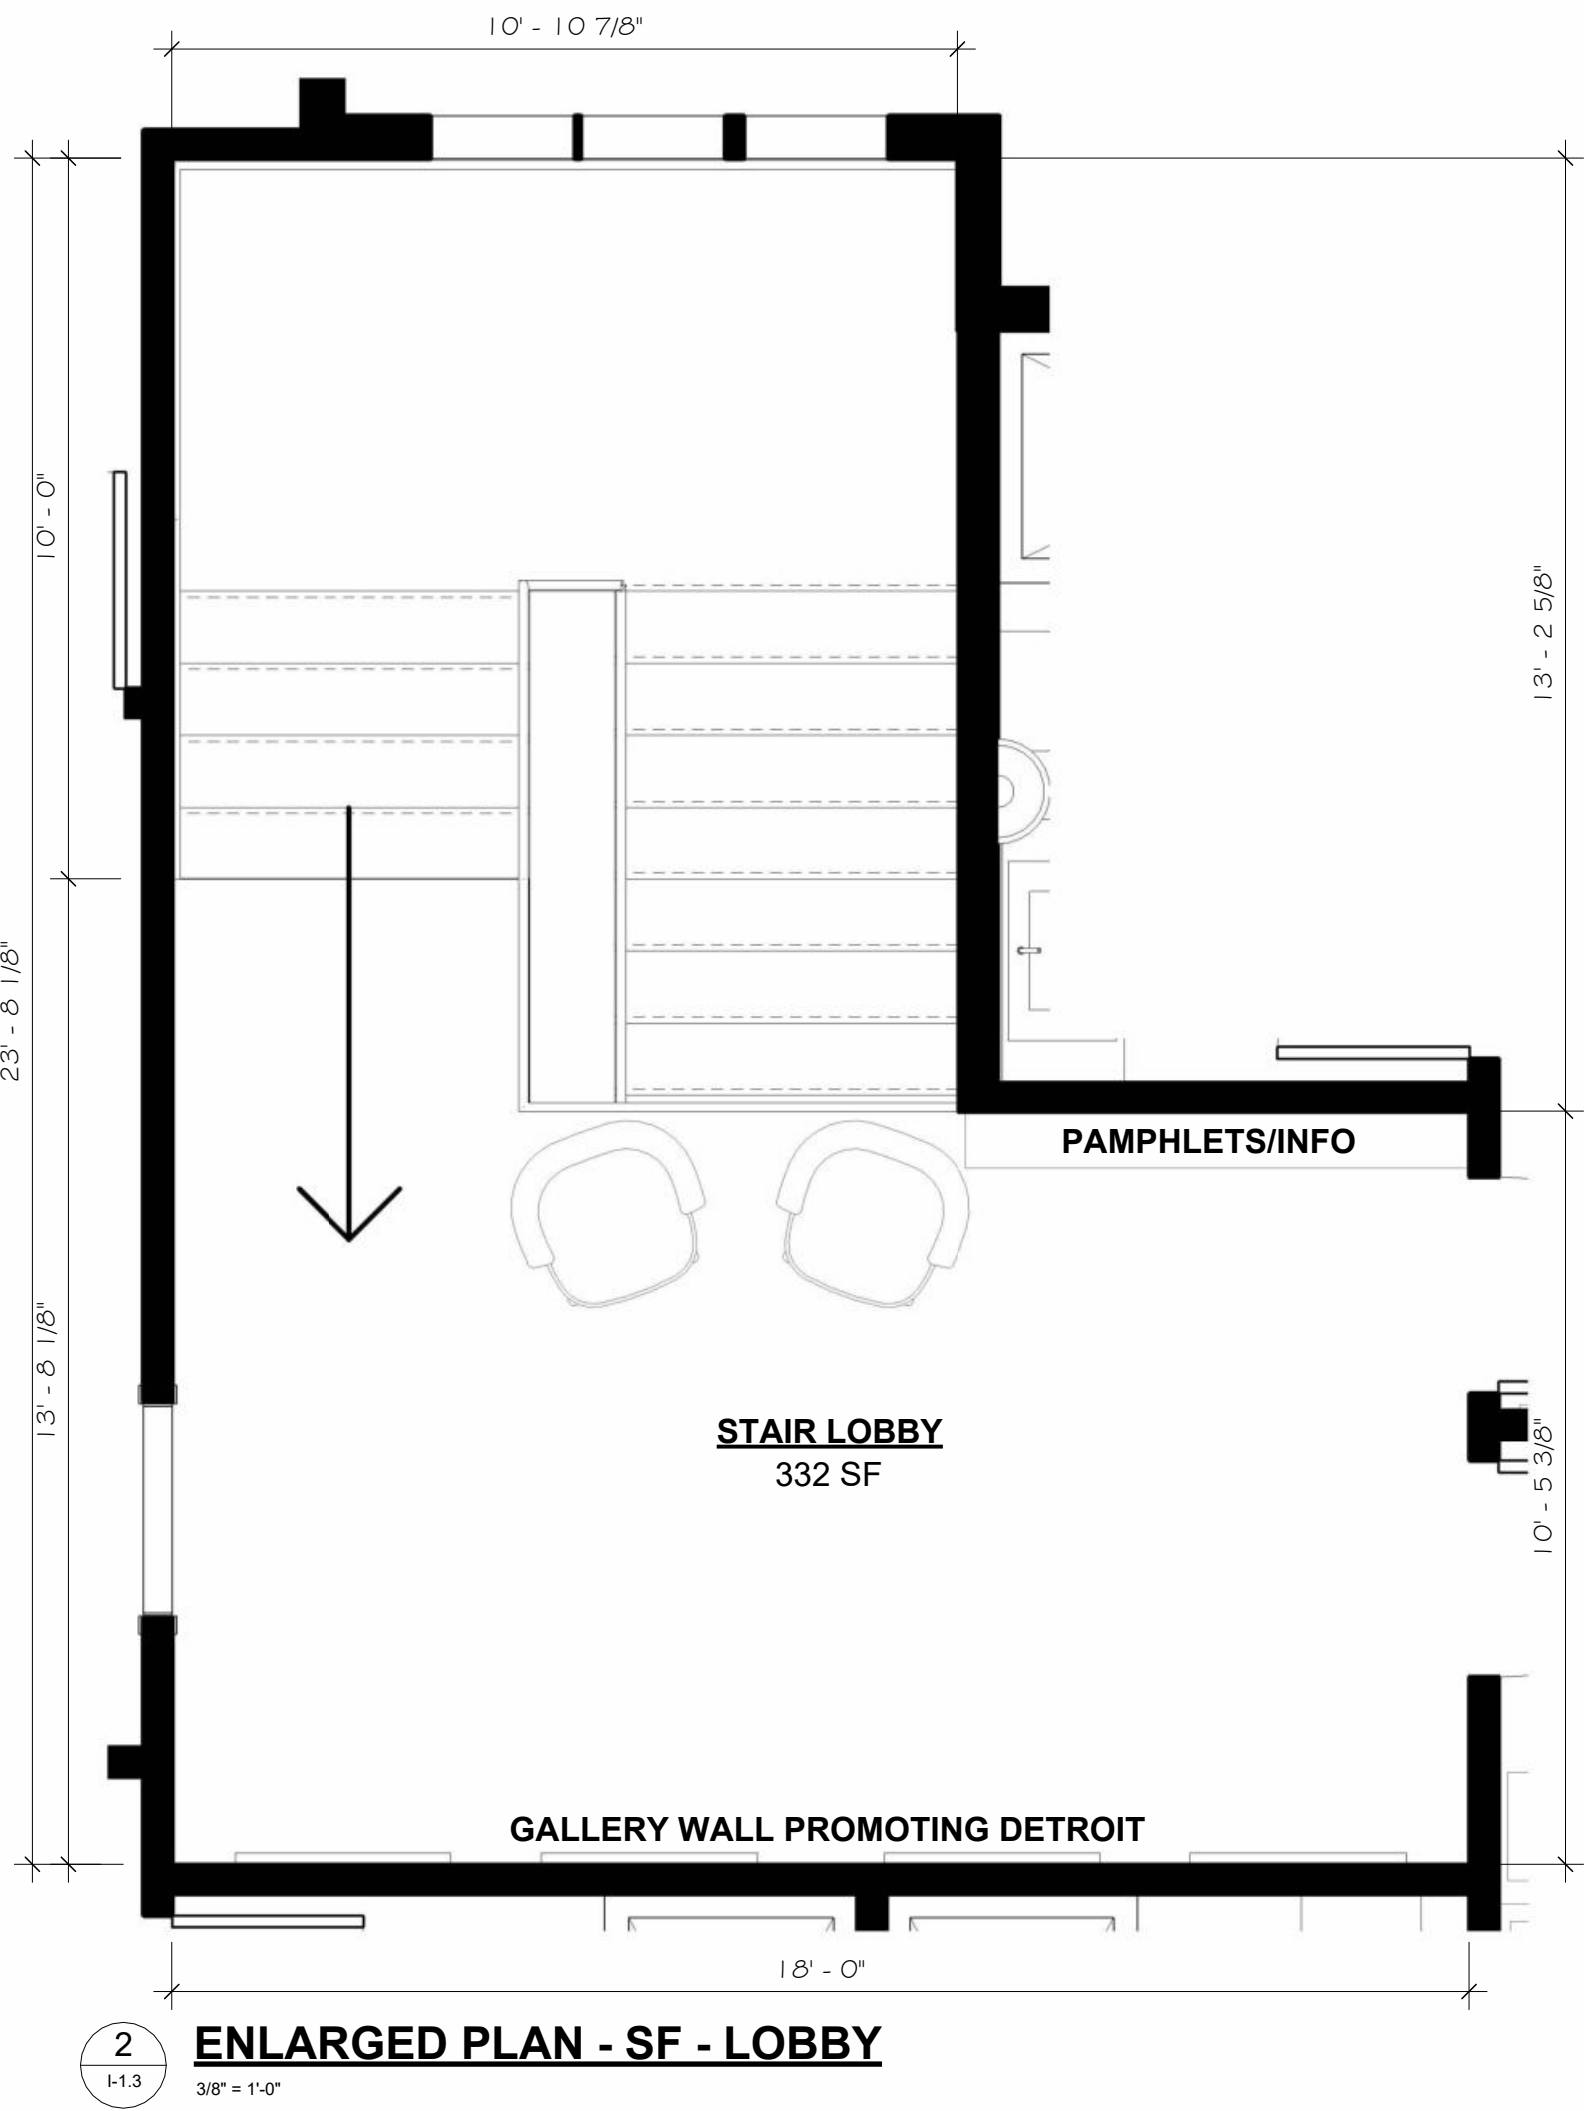 10' - 10 7/8"
10' - 0"
13' - 2 5/8"
23' - 8 1/8"
PAMPHLETS/INFO
13' - 8 1/8"
STAIR LOBBY
332 SF
10' - 5 3/8"
GALLERY WALL PROMOTING DETROIT
18' - 0"
2
I-1.3
ENLARGED PLAN - SF - LOBBY
3/8" = 1'-0"